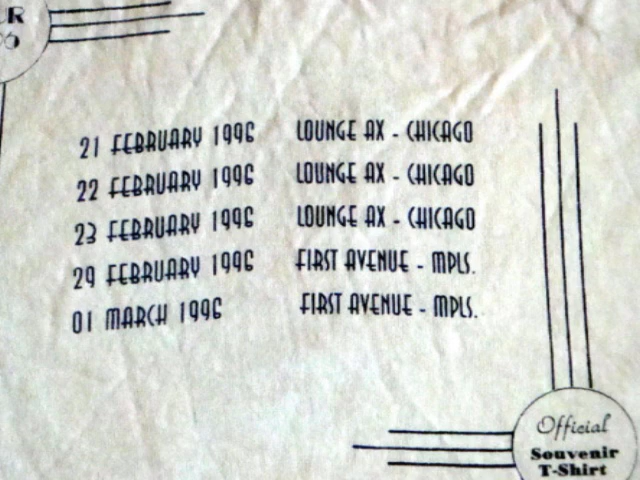 21 FEBRUARY 1996 LOUNGE AX - CHICAGO
22 FEBRUARY 1996 LOUNGE AX - CHICAGO
23 FEBRUARY 1996 LOUNGE AX - CHICAGO
29 FEBRUARY 1996 FIRST AVENUE - MPLS.
01 MARCH 1996 FIRST AVENUE - MPLS.
Official
Souvenir
T-Shirt